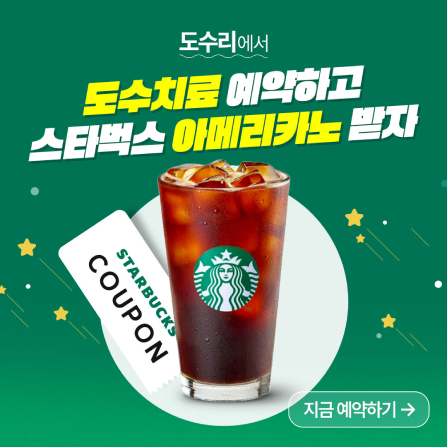 도수리에서
도수치료 예약하고
스타벅스 아메리카노 받자
STARBUCKS
COUPON
지금 예약하기 →